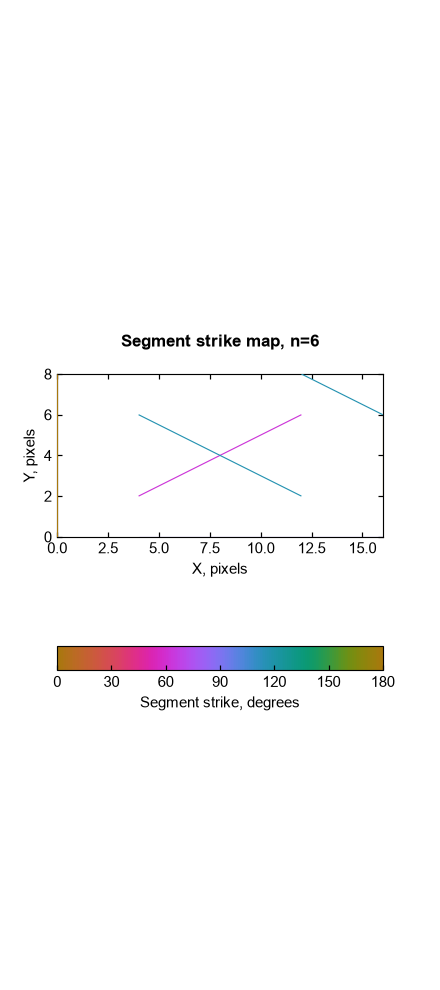 Segment strike map, n=6
8
6
4
2
0
Y, pixels
0.0 2.5 5.0 7.5 10.0 12.5 15.0
X, pixels
0 30 60 90 120 150 180
Segment strike, degrees